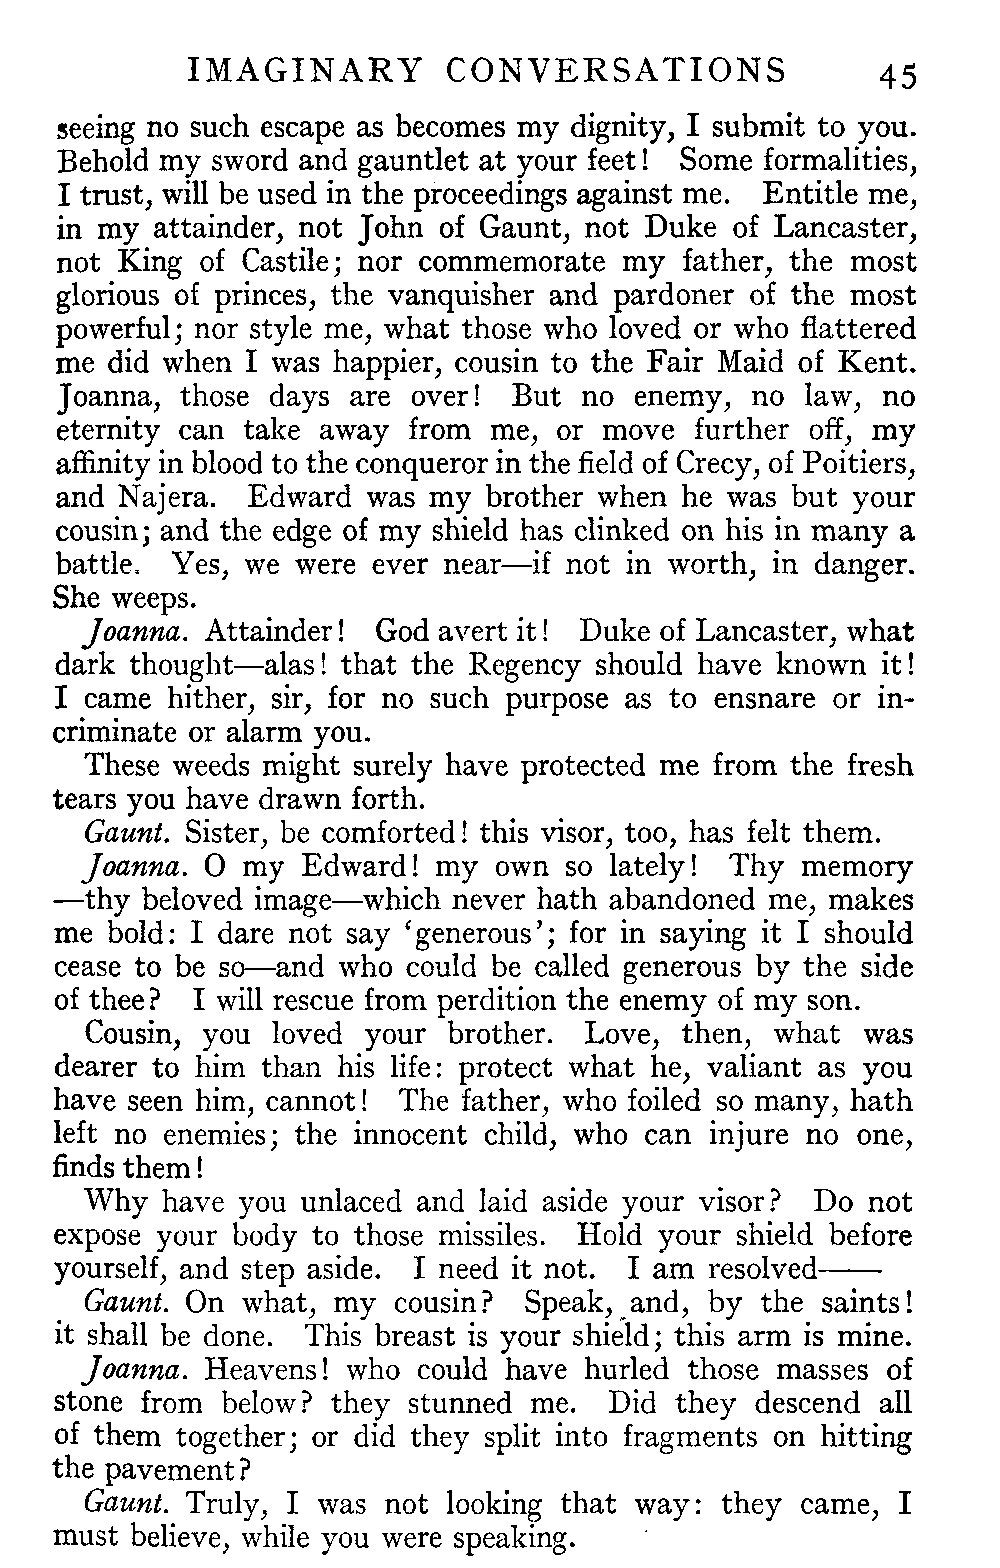 IMAGINARY CONVERSATIONS 45
seeing no such escape as becomes my dignity, I submit to you.
Behold my sword and gauntlet at your feet! Some formalities,
I trust, will be used in the proceedings against me. Entitle me,
in my attainder, not John of Gaunt, not Duke of Lancaster,
not King of Castile; nor commemorate my father, the most
glorious of princes, the vanquisher and pardoner of the most
powerful; nor style me, what those who loved or who flattered
me did when I was happier, cousin to the Fair Maid of Kent.
Joanna, those days are over! But no enemy, no law, no
eternity can take away from me, or move further off, my
affinity in blood to the conqueror in the field of Crecy, of Poitiers,
and Najera. Edward was my brother when he was but your
cousin; and the edge of my shield has clinked on his in many a
battle. Yes, we were ever near—if not in worth, in danger.
She weeps.
Joanna. Attainder! God avert it! Duke of Lancaster, what
dark thought—alas! that the Regency should have known it!
I came hither, sir, for no such purpose as to ensnare or in-
criminate or alarm you.
These weeds might surely have protected me from the fresh
tears you have drawn forth.
Gaunt. Sister, be comforted! this visor, too, has felt them.
Joanna. O my Edward! my own so lately! Thy memory
—thy beloved image—which never hath abandoned me, makes
me bold: I dare not say ‘generous’; for in saying it I should
cease to be so—and who could be called generous by the side
of thee? I will rescue from perdition the enemy of my son.
Cousin, you loved your brother. Love, then, what was
dearer to him than his life: protect what he, valiant as you
have seen him, cannot! The father, who foiled so many, hath
left no enemies; the innocent child, who can injure no one,
finds them!
Why have you unlaced and laid aside your visor? Do not
expose your body to those missiles. Hold your shield before
yourself, and step aside. I need it not. I am resolved——
Gaunt. On what, my cousin? Speak, and, by the saints!
it shall be done. This breast is your shield; this arm is mine.
Joanna. Heavens! who could have hurled those masses of
stone from below? they stunned me. Did they descend all
of them together; or did they split into fragments on hitting
the pavement?
Gaunt. Truly, I was not looking that way: they came, I
must believe, while you were speaking.